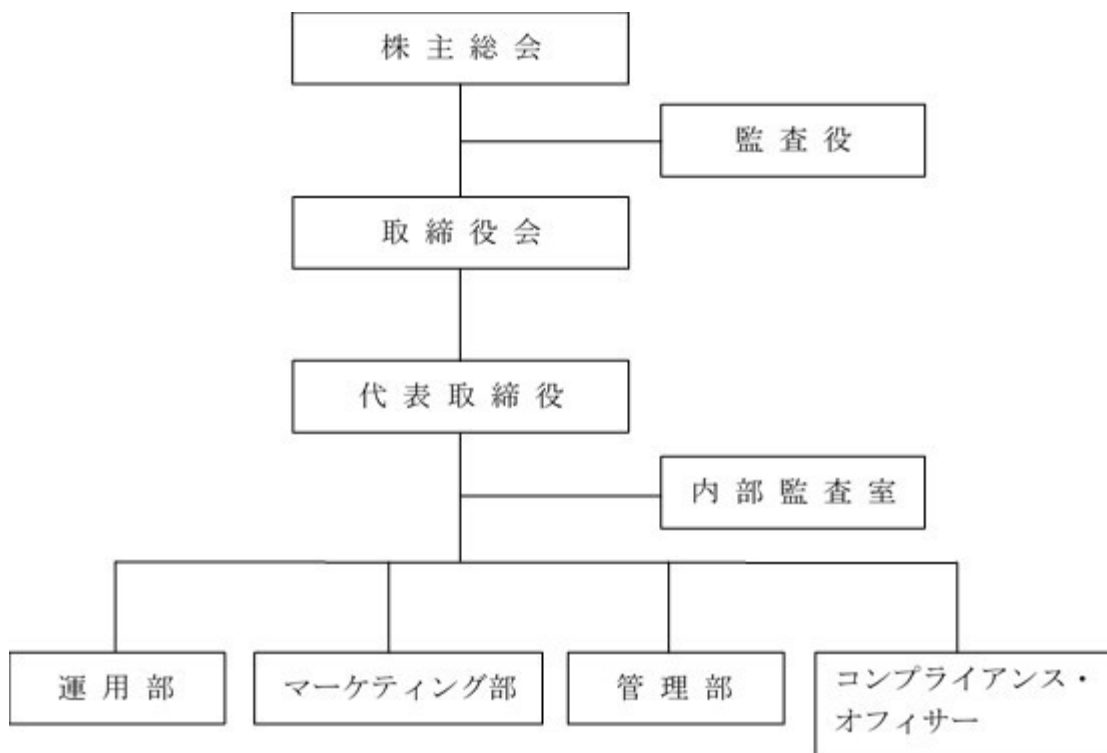 株主総会
監査役
取締役会
代表取締役
内部監査室
運用部
マーケティング部
管理部
コンプライアンス・
オフィサー